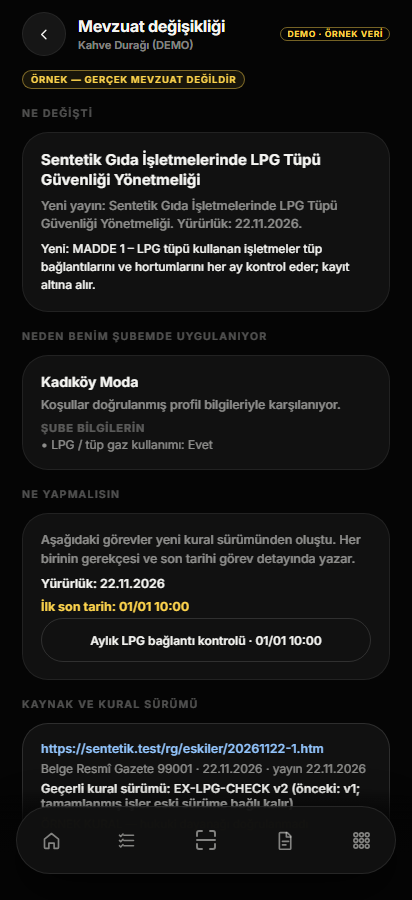 Mevzuat değişikliği
Kahve Durağı (DEMO)
DEMO · ÖRNEK VERİ
ÖRNEK — GERÇEK MEVZUAT DEĞİLDİR
NE DEĞİŞTİ
Sentetik Gıda İşletmelerinde LPG Tüpü
Güvenliği Yönetmeliği
Yeni yayın: Sentetik Gıda İşletmelerinde LPG Tüpü
Güvenliği Yönetmeliği. Yürürlük: 22.11.2026.
Yeni: MADDE 1 – LPG tüpü kullanan işletmeler tüp
bağlantılarını ve hortumlarını her ay kontrol eder; kayıt
altına alır.
NEDEN BENİM ŞUBEMDE UYGULANIYOR
Kadıköy Moda
Koşullar doğrulanmış profil bilgileriyle karşılanıyor.
ŞUBE BİLGİLERİN
• LPG / tüp gaz kullanımı: Evet
NE YAPMALISIN
Aşağıdaki görevler yeni kural sürümünden oluştu. Her
birinin gerekçesi ve son tarihi görev detayında yazar.
Yürürlük: 22.11.2026
İlk son tarih: 01/01 10:00
Aylık LPG bağlantı kontrolü · 01/01 10:00
KAYNAK VE KURAL SÜRÜMÜ
https://sentetik.test/rg/eskiler/20261122-1.htm
Belge Resmî Gazete 99001 · 22.11.2026 · yayın 22.11.2026
Geçerli kural sürümü: EX-LPG-CHECK v2 (önceki: v1;
tamamlanmış işler eski sürüme bağlı kalır)